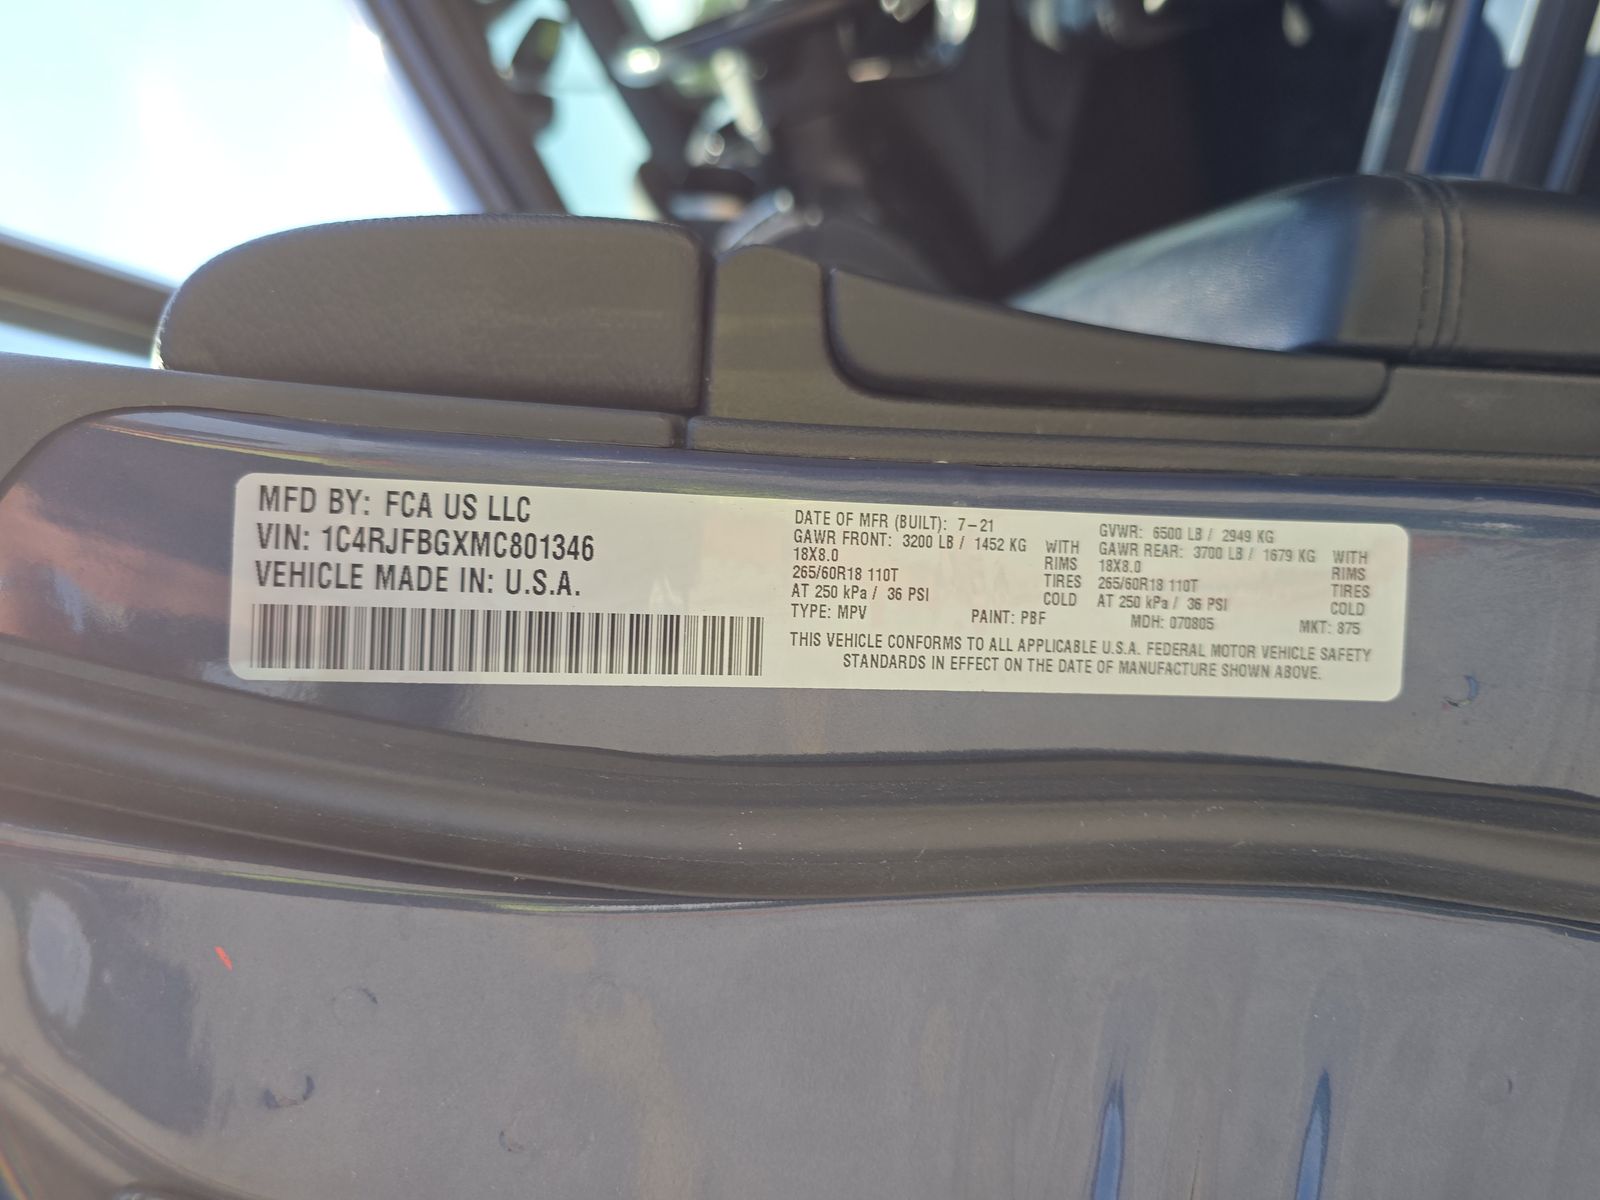 MFD BY: FCA US LLC
VIN: 1C4RJFBGXMC801346
VEHICLE MADE IN: U.S.A.
DATE OF MFR (BUILT): 7-21
GAWR FRONT: 3200 LB / 1452 KG WITH
18X8.0 RIMS
265/60R18 110T TIRES
AT 250 kPa / 36 PSI COLD
TYPE: MPV PAINT: PBF
GVWR: 6500 LB / 2949 KG
GAWR REAR: 3700 LB / 1679 KG WITH
18X8.0 RIMS
265/60R18 110T TIRES
AT 250 kPa / 36 PSI COLD
MDH: 070805 MKT: 875
THIS VEHICLE CONFORMS TO ALL APPLICABLE U.S.A. FEDERAL MOTOR VEHICLE SAFETY
STANDARDS IN EFFECT ON THE DATE OF MANUFACTURE SHOWN ABOVE.